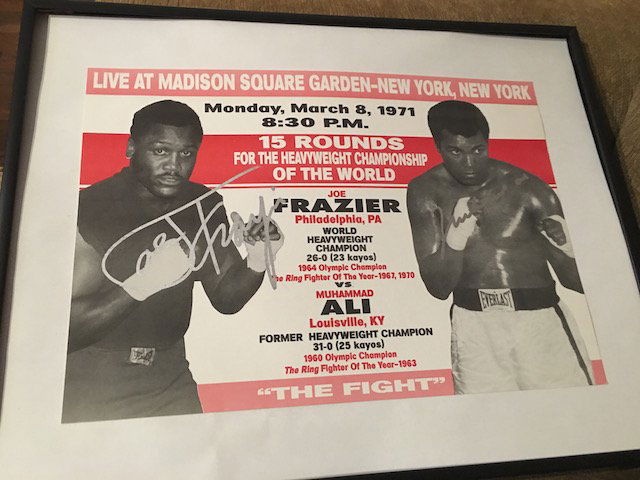 LIVE AT MADISON SQUARE GARDEN-NEW YORK, NEW YORK
Monday, March 8, 1971
8:30 P.M.
15 ROUNDS
FOR THE HEAVYWEIGHT CHAMPIONSHIP
OF THE WORLD
JOE
FRAZIER
Philadelphia, PA
WORLD
HEAVYWEIGHT
CHAMPION
26-0 (23 kayos)
1964 Olympic Champion
Ring Fighter Of The Year-1967, 1970
VS
MUHAMMAD
ALI
Louisville, KY
FORMER HEAVYWEIGHT CHAMPION
31-0 (25 kayos)
1960 Olympic Champion
The Ring Fighter Of The Year-1963
"THE FIGHT"
Joe Frazier
EVERLAST